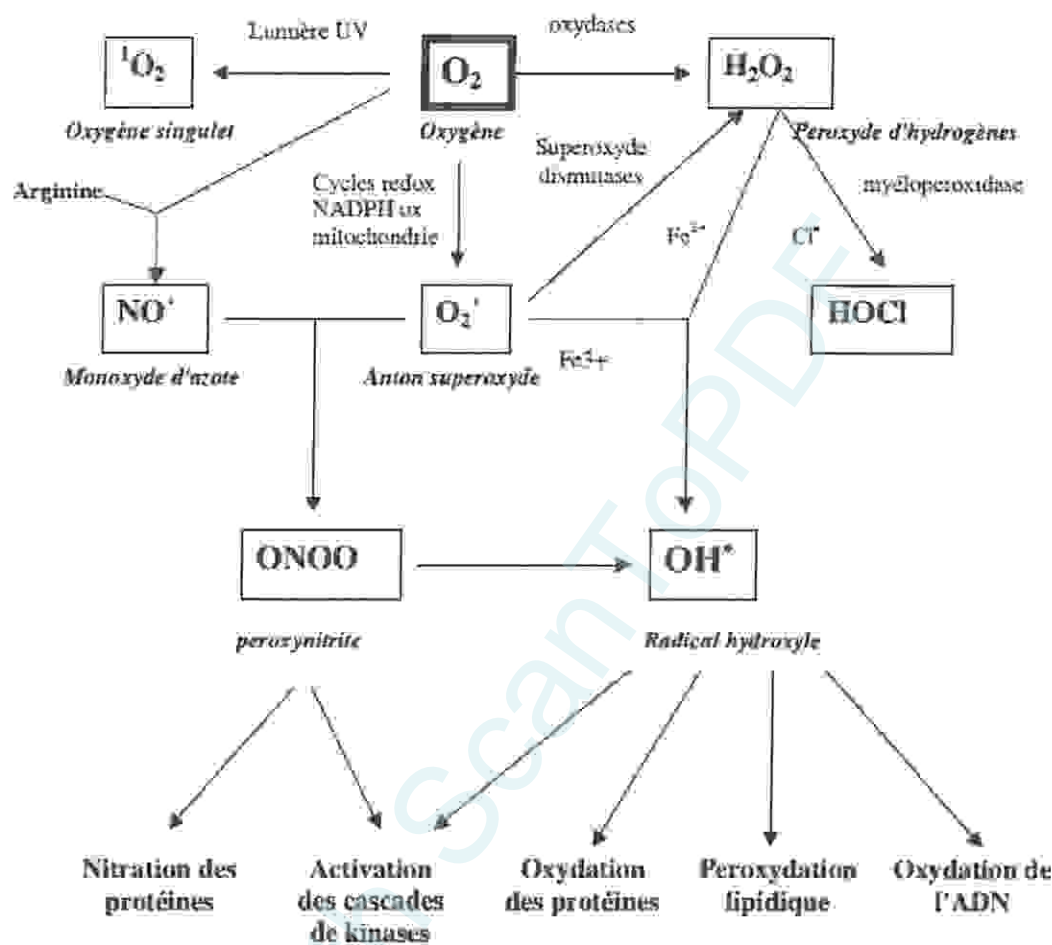 Lumière UV
oxydases
¹O₂
O₂
H₂O₂
Oxygène singulet
Oxygène
Peroxyde d'hydrogènes
Arginine
Cycles redox
NADPH ox
mitochondrie
Superoxyde
dismutases
myéloperoxidase
Fe²⁺
Cl
NO
O₂
HOCl
Fe3+
Monoxyde d'azote
Anion superoxyde
ONOO
OH*
peroxynitrite
Radical hydroxyle
Nitration des
protéines
Activation
des cascades
de kinases
Oxydation
des protéines
Peroxydation
lipidique
Oxydation de
l'ADN
ScanToPDF